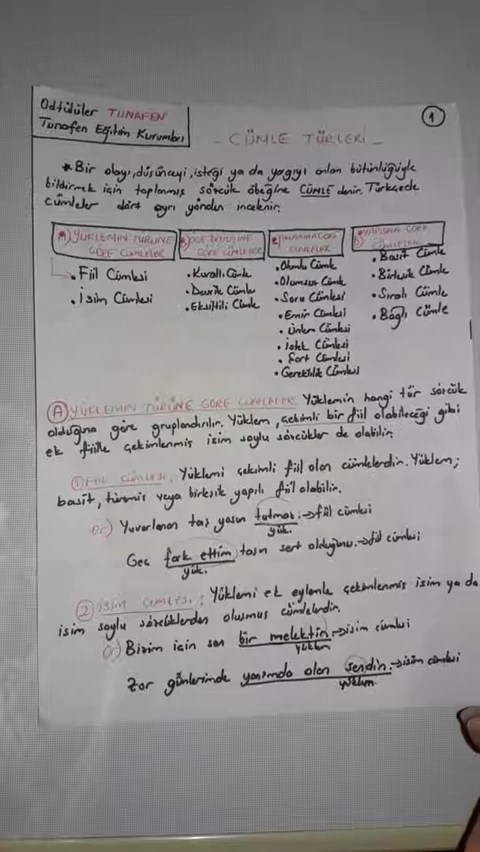 Odtülüler TUNAFEN
Tunafen Eğitim Kurumları
1
- CÜMLE TÜRLERİ -
* Bir olayı, düşünceyi, isteği ya da yargıyı anlam bütünlüğüyle
bildirmek için toplanmış sözcük öbeğine CÜMLE denir. Türkçede
cümleler dört ayrı yönden incelenir.
A) YÜKLEMİN TÜRÜNE GÖRE CÜMLELER
• Fiil Cümlesi
• İsim Cümlesi
GÖRE CÜMLELER
• Kurallı Cümle
• Devrik Cümle
• Eksiltili Cümle
CÜMLELER
• Olumlu Cümle
• Olumsuz Cümle
• Soru Cümlesi
• Emir Cümlesi
• Ünlem Cümlesi
• İstek Cümlesi
• Şart Cümlesi
• Gereklilik Cümlesi
GÖRE CÜMLELER
• Basit Cümle
• Birleşik Cümle
• Sıralı Cümle
• Bağlı Cümle
A) YÜKLEMİN TÜRÜNE GÖRE CÜMLELER: Yüklemin hangi tür sözcük
olduğuna göre gruplandırılır. Yüklem, çekimli bir fiil olabileceği gibi
ek fiille çekimlenmiş isim soylu sözcükler de olabilir.
1) FİİL CÜMLESİ: Yüklemi çekimli fiil olan cümlelerdir. Yüklem;
basit, türemiş veya birleşik yapılı fiil olabilir.
Ör) Yuvarlanan taş yosun tutmaz → fiil cümlesi
yük.
Geç fark ettim taşın sert olduğunu → fiil cümlesi
yük.
2) İSİM CÜMLESİ: Yüklemi ek eylemle çekimlenmiş isim ya da
isim soylu sözcüklerden oluşmuş cümlelerdir.
Ör) Bizim için sen bir melektin → isim cümlesi
yüklem
Zor günlerimde yanımda olan sendin → isim cümlesi
yüklem.